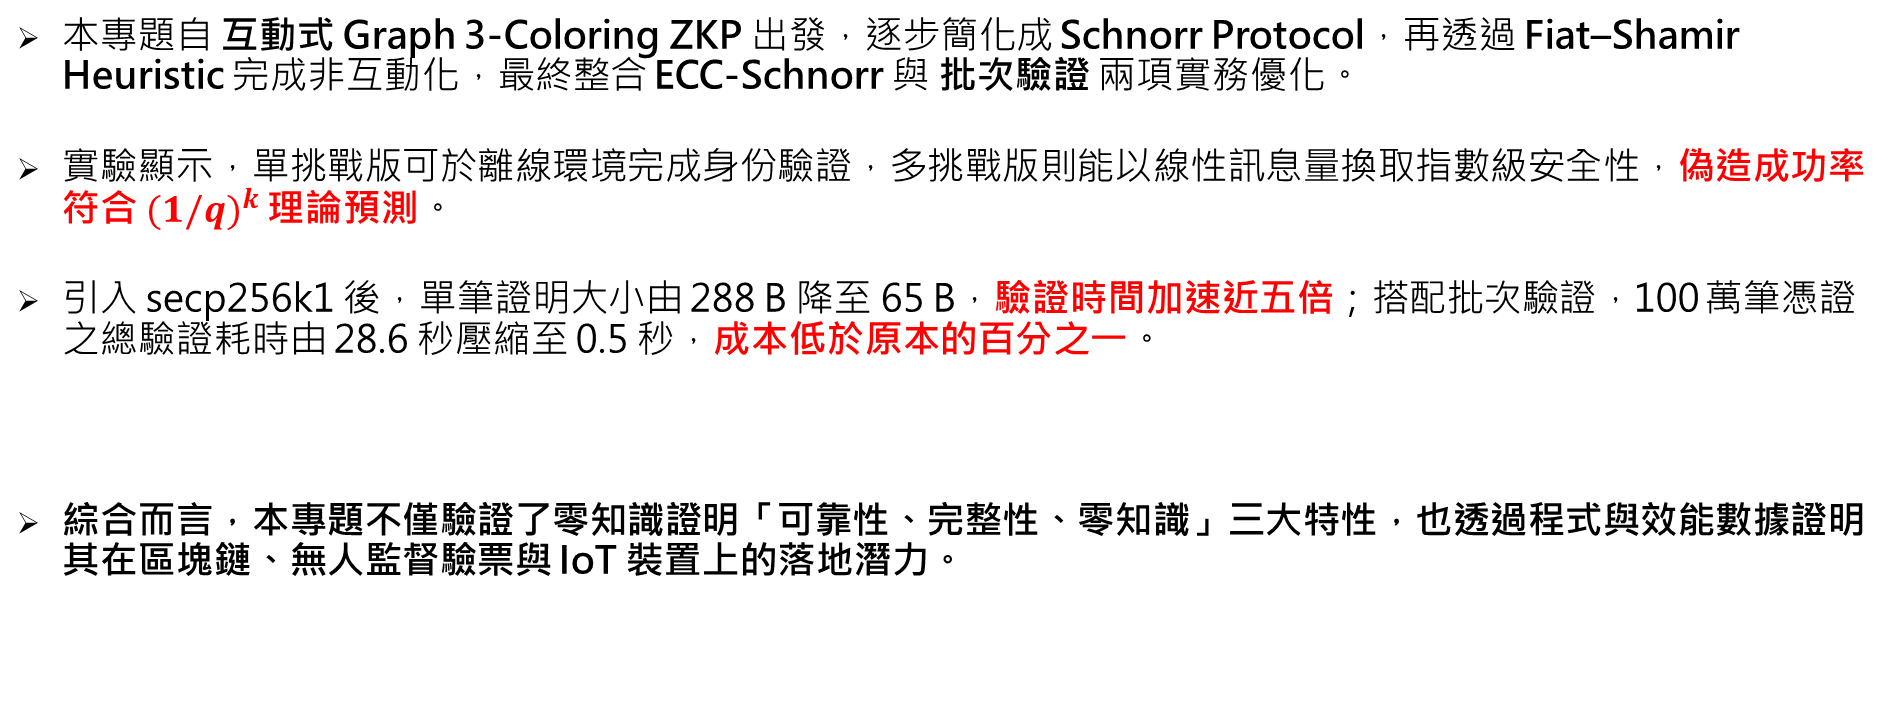 ➢ 本專題自 互動式 Graph 3-Coloring ZKP 出發，逐步簡化成 Schnorr Protocol，再透過 Fiat–Shamir
Heuristic 完成非互動化，最終整合 ECC-Schnorr 與 批次驗證 兩項實務優化。
➢ 實驗顯示，單挑戰版可於離線環境完成身份驗證，多挑戰版則能以線性訊息量換取指數級安全性，偽造成功率
符合 (1/q)^k 理論預測。
➢ 引入 secp256k1 後，單筆證明大小由 288 B 降至 65 B，驗證時間加速近五倍；搭配批次驗證，100 萬筆憑證
之總驗證耗時由 28.6 秒壓縮至 0.5 秒，成本低於原本的百分之一。
➢ 綜合而言，本專題不僅驗證了零知識證明「可靠性、完整性、零知識」三大特性，也透過程式與效能數據證明
其在區塊鏈、無人監督驗票與 IoT 裝置上的落地潛力。